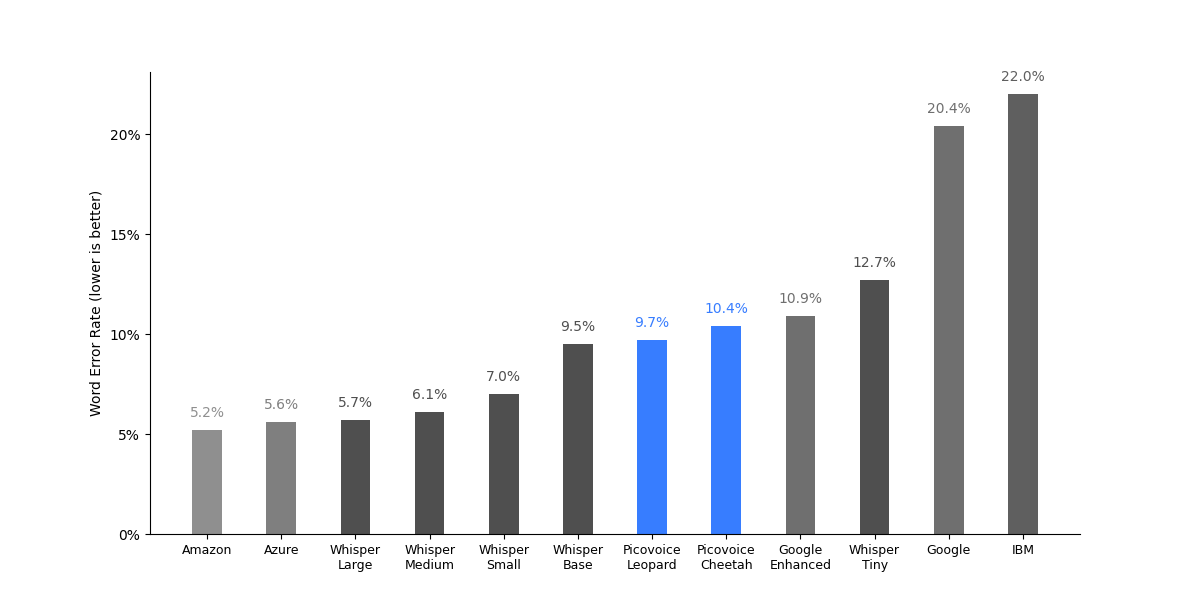 Word Error Rate (lower is better)
20%
15%
10%
5%
0%
5.2%
5.6%
5.7%
6.1%
7.0%
9.5%
9.7%
10.4%
10.9%
12.7%
20.4%
22.0%
Amazon
Azure
Whisper
Large
Whisper
Medium
Whisper
Small
Whisper
Base
Picovoice
Leopard
Picovoice
Cheetah
Google
Enhanced
Whisper
Tiny
Google
IBM